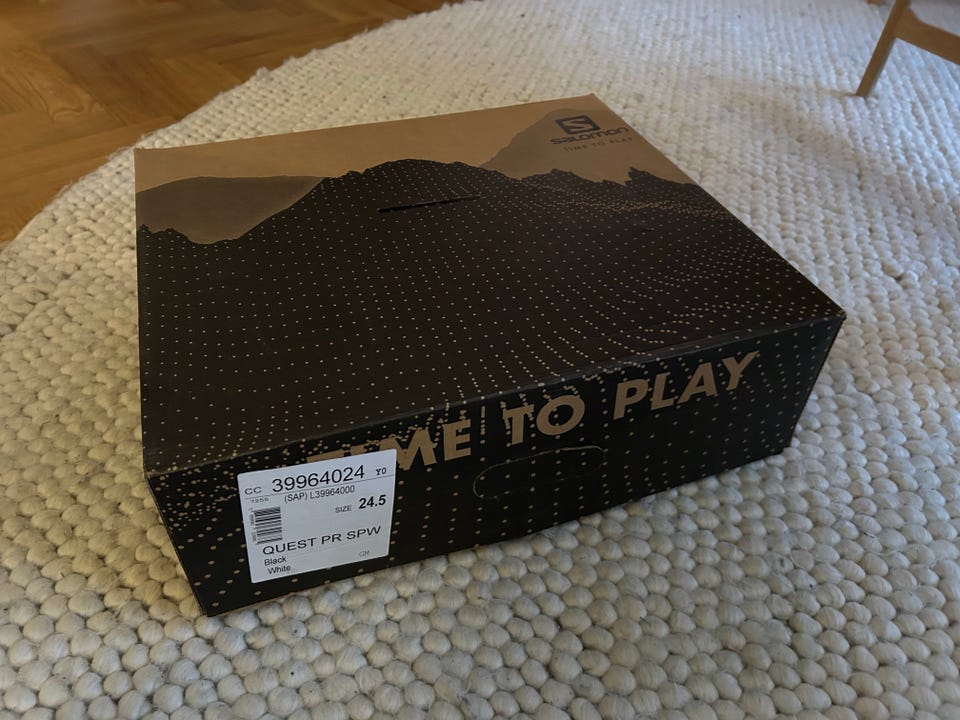 salomon
TIME TO PLAY
TIME TO PLAY
CC 39964024 Y0
(SAP) L39964000
SIZE 24.5
QUEST PR SPW
Black
White
GM